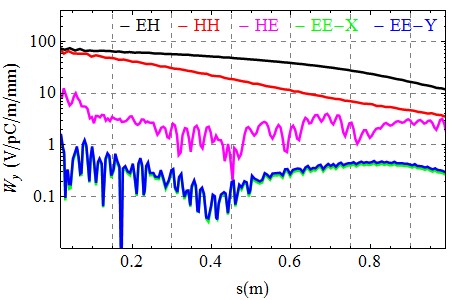 − EH − HH − HE − EE−X − EE−Y
100
10
1
0.1
W_y (V/pC/m/mm)
0.2 0.4 0.6 0.8
s(m)